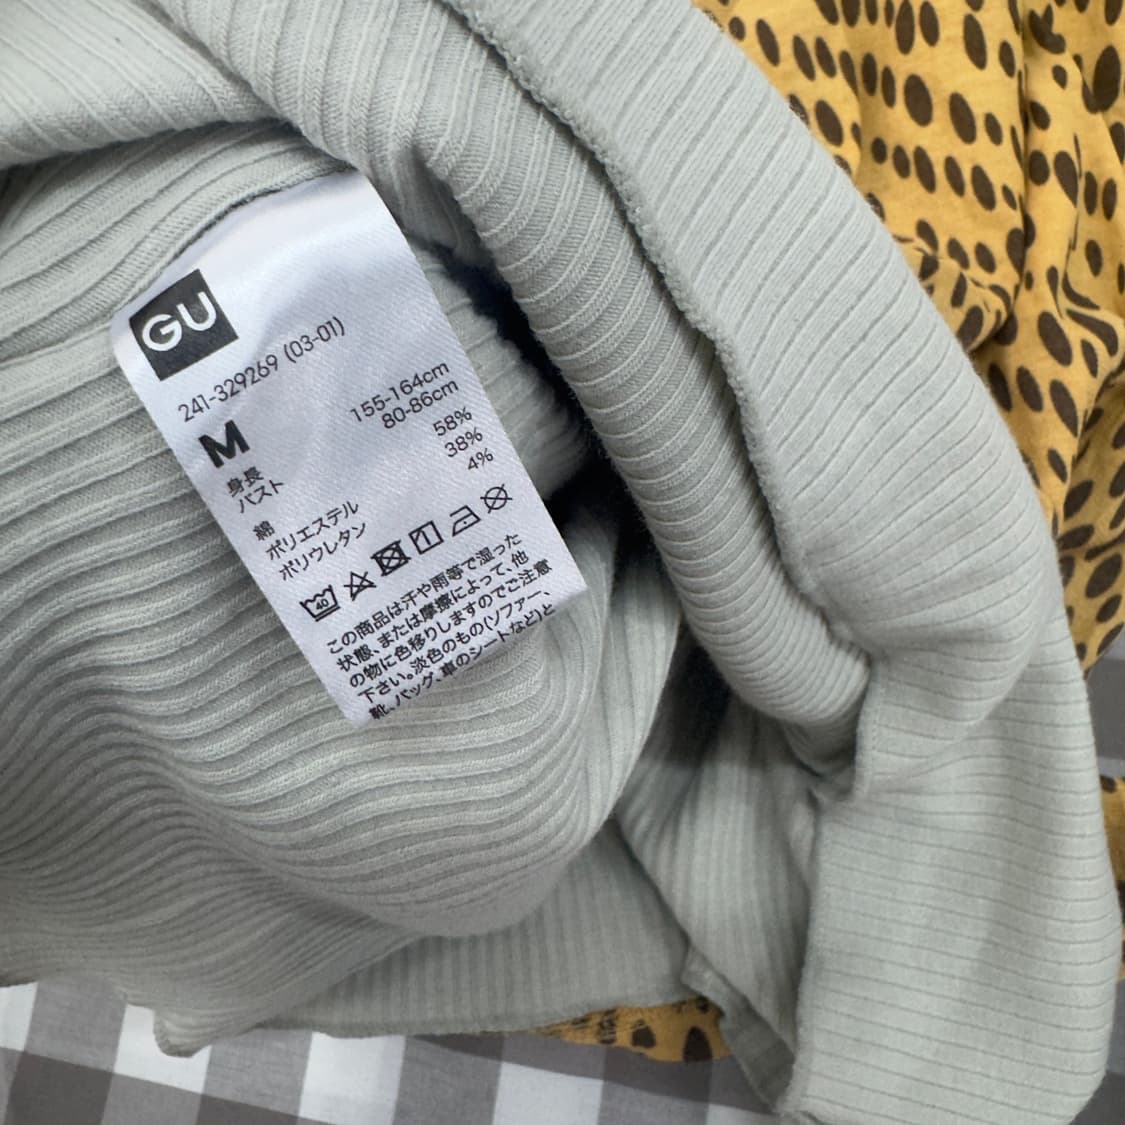 GU
241-329269 (03-01)
M
身長 155-164cm
バスト 80-86cm
綿 58%
ポリエステル 38%
ポリウレタン 4%
40
この商品は汗や雨等で湿った
状態、または摩擦によって、他
の物に色移りしますのでご注意
下さい。淡色のもの(ソファー、
靴、バッグ、車のシートなど)と